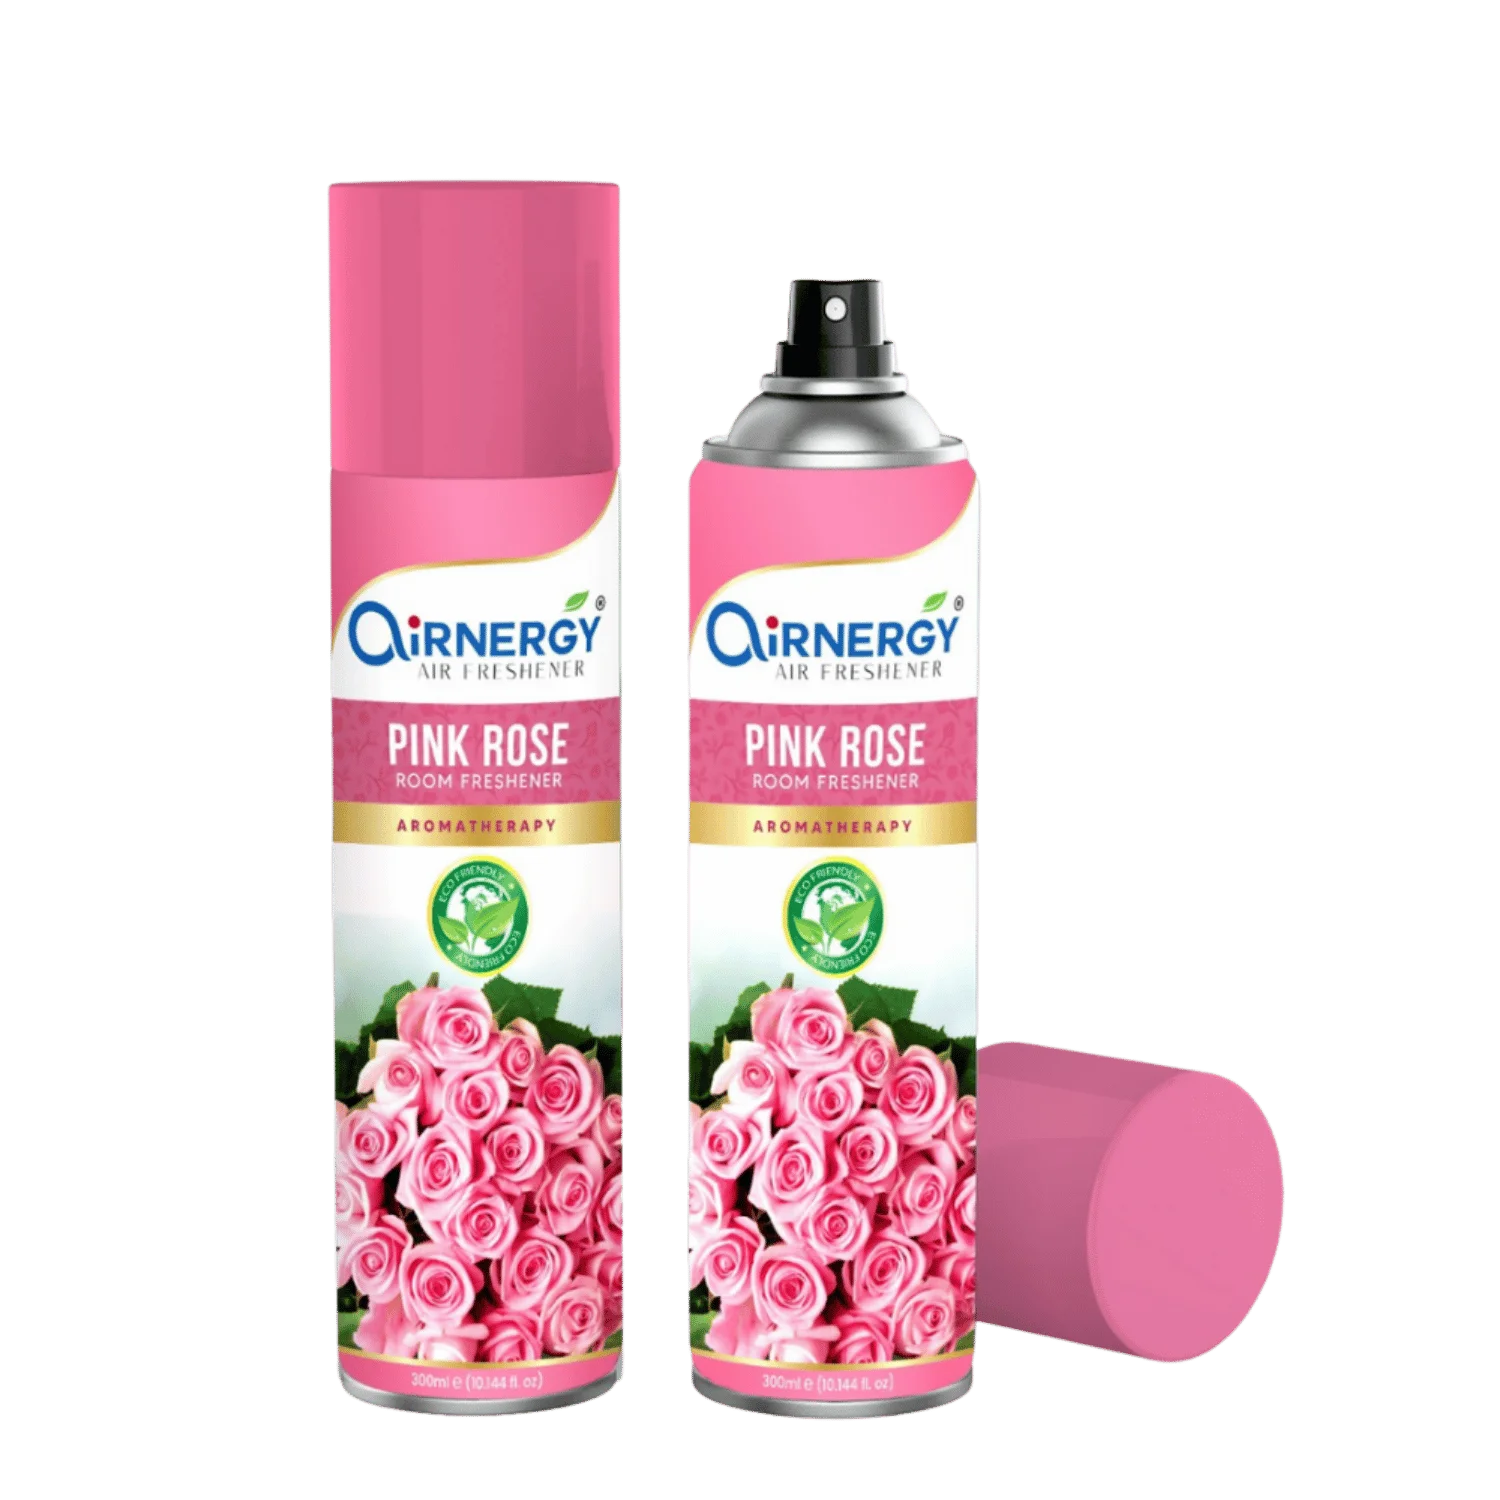 AiRNERGY ®
AIR FRESHENER
PINK ROSE
ROOM FRESHENER
AROMATHERAPY
ECO FRIENDLY
ECO FRIENDLY
300ml e (10.144 fl. oz)
AiRNERGY ®
AIR FRESHENER
PINK ROSE
ROOM FRESHENER
AROMATHERAPY
ECO FRIENDLY
ECO FRIENDLY
300ml e (10.144 fl. oz)